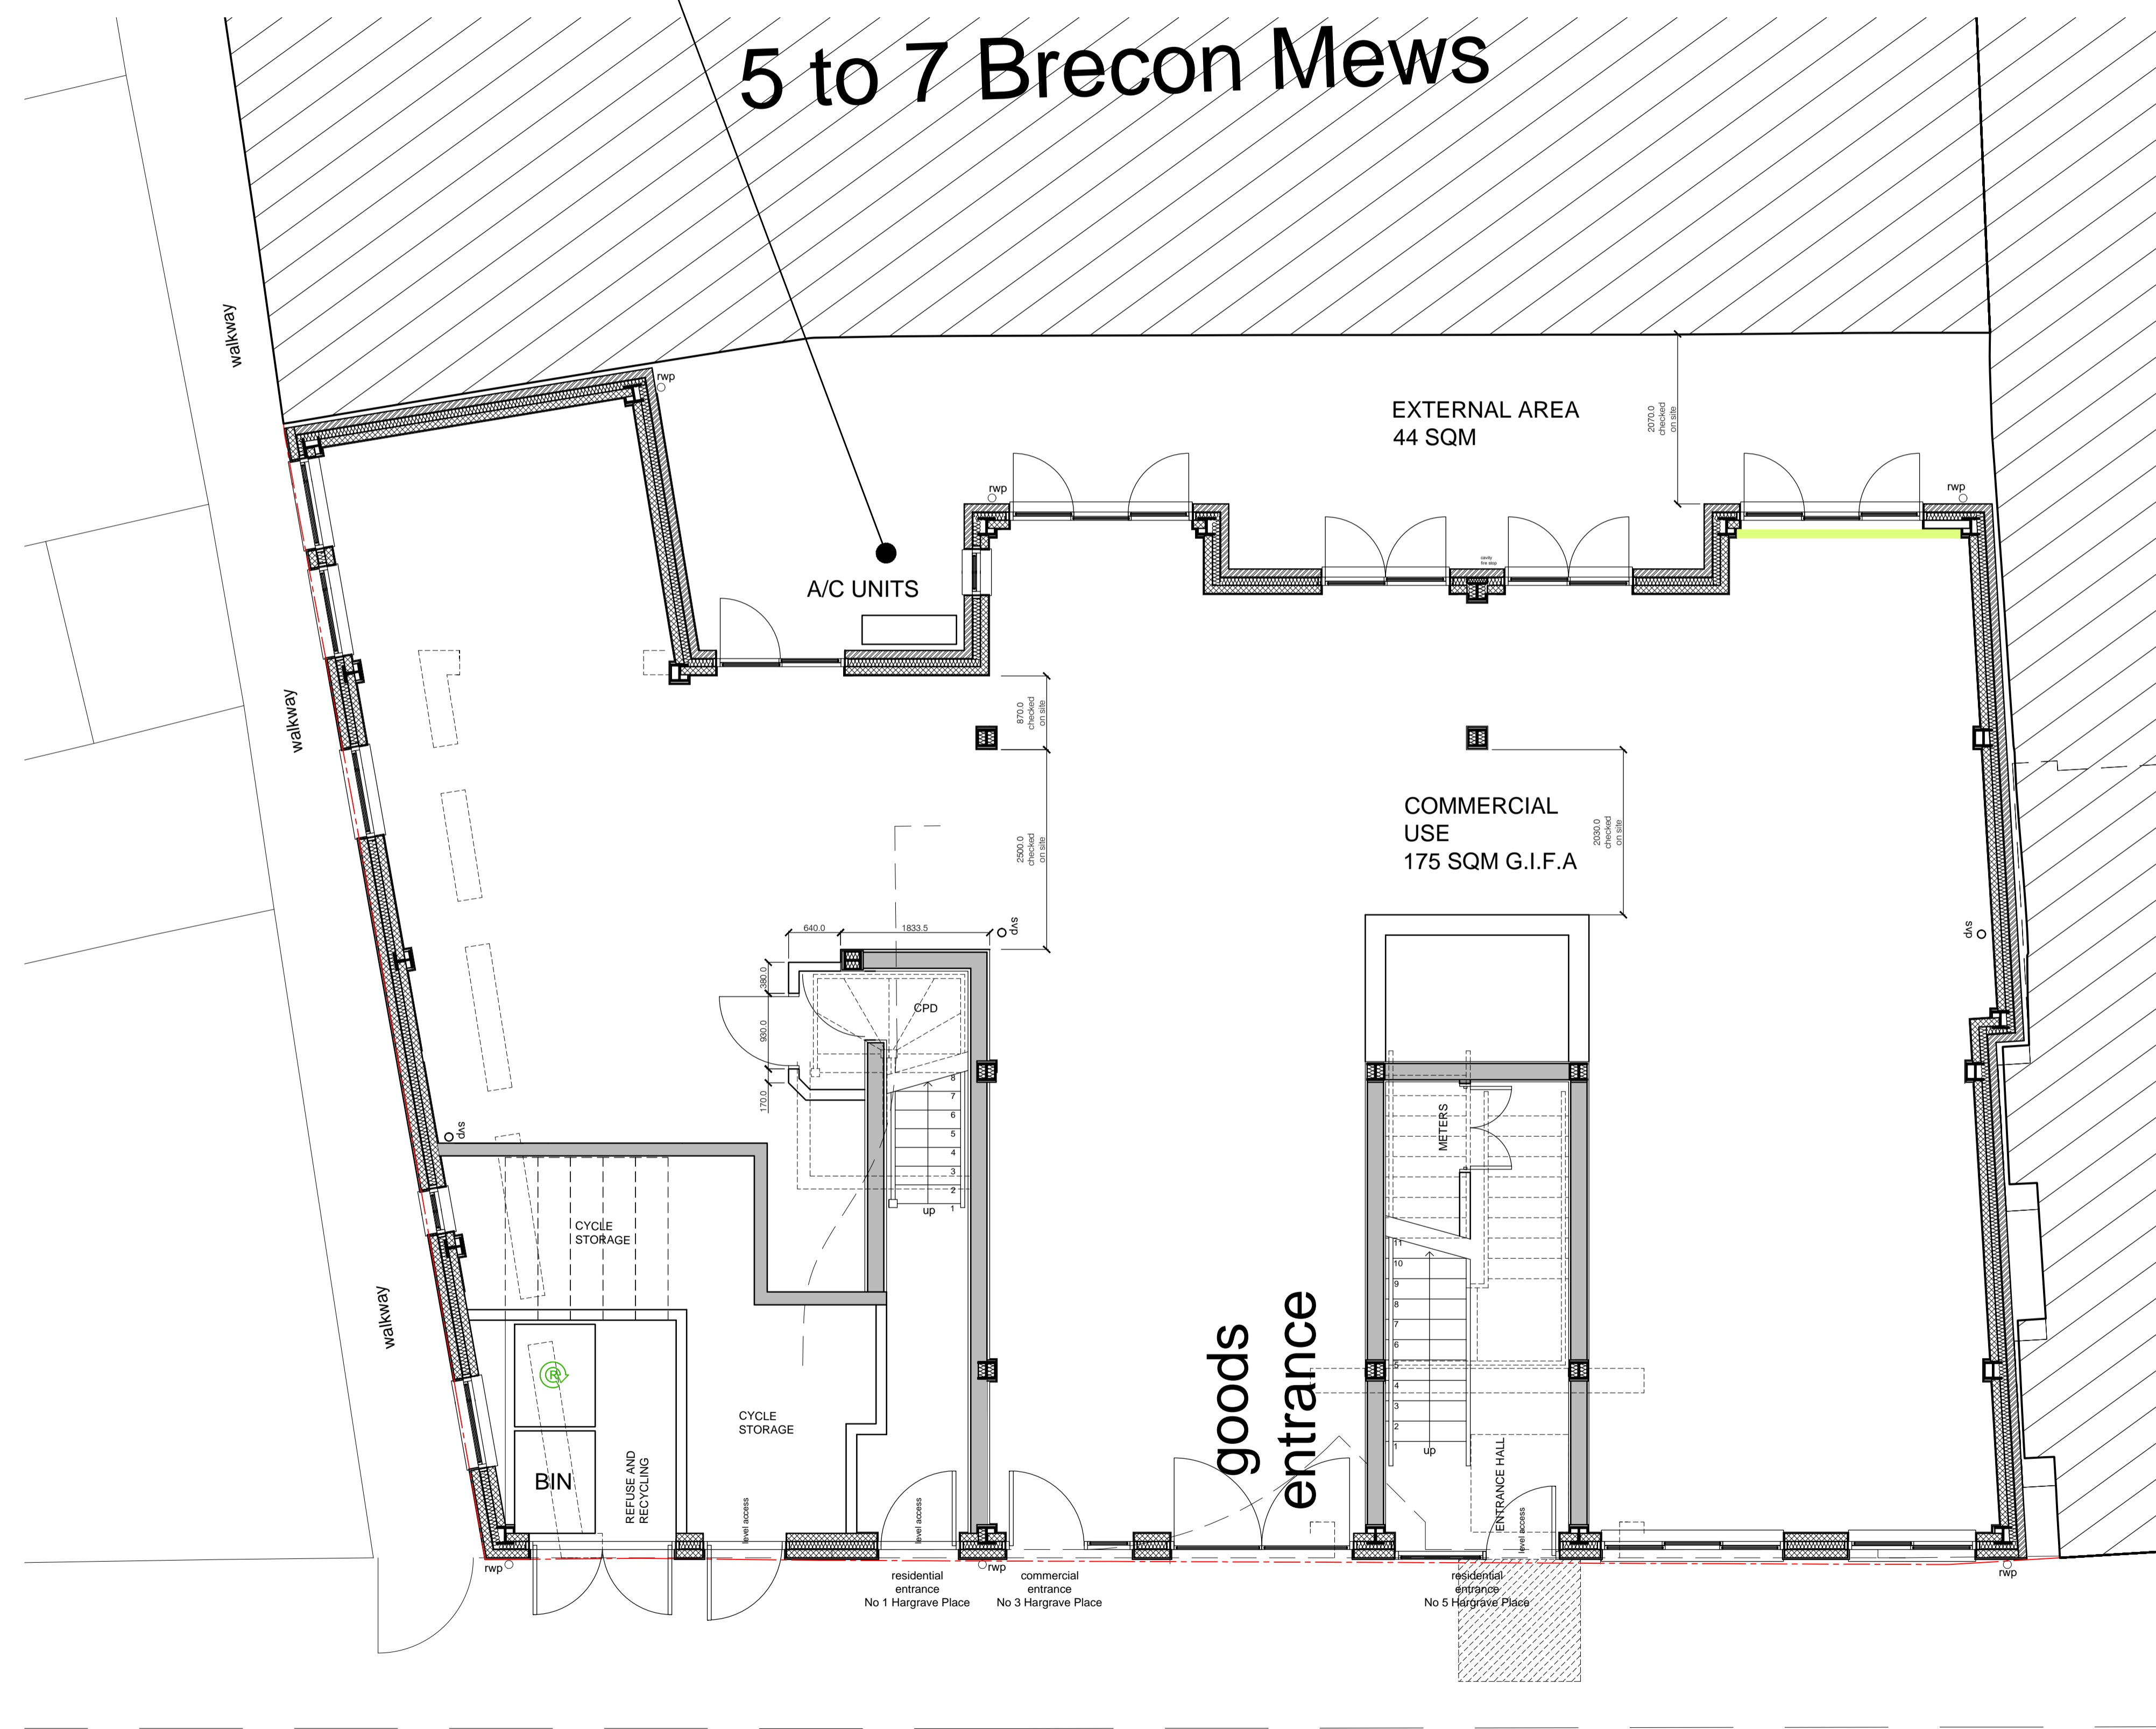 5 to 7 Brecon Mews
walkway
rwp
EXTERNAL AREA
44 SQM
2070.0
checked
on site
rwp
rwp
cavity
fire stop
A/C UNITS
walkway
870.0
checked
on site
COMMERCIAL
USE
175 SQM G.I.F.A
2500.0
checked
on site
2030.0
checked
on site
640.0
1833.5
svp
svp
380.0
CPD
930.0
170.0
8
7
6
5
4
3
2
1
up
svp
METERS
CYCLE
STORAGE
walkway
11
10
9
8
7
6
5
4
3
2
1
up
goods
entrance
R
CYCLE
STORAGE
BIN
REFUSE AND
RECYCLING
level access
level access
ENTRANCE HALL
level access
rwp
rwp
rwp
residential
entrance
No 1 Hargrave Place
commercial
entrance
No 3 Hargrave Place
residential
entrance
No 5 Hargrave Place